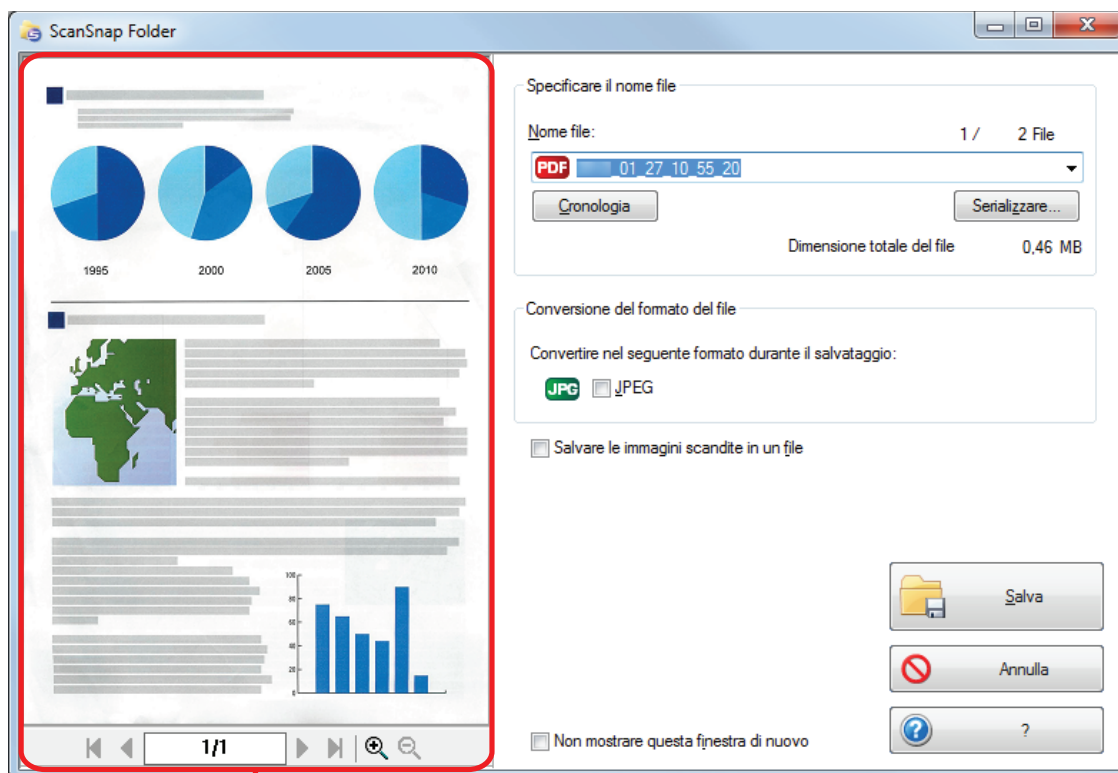 ScanSnap Folder
1995 2000 2005 2010
100
80
60
40
20
0
1/1
Specificare il nome file
Nome file: 1 / 2 File
PDF _01_27_10_55_20
Cronologia Serializzare...
Dimensione totale del file 0,46 MB
Conversione del formato del file
Convertire nel seguente formato durante il salvataggio:
JPG JPEG
Salvare le immagini scandite in un file
Salva
Annulla
?
Non mostrare questa finestra di nuovo